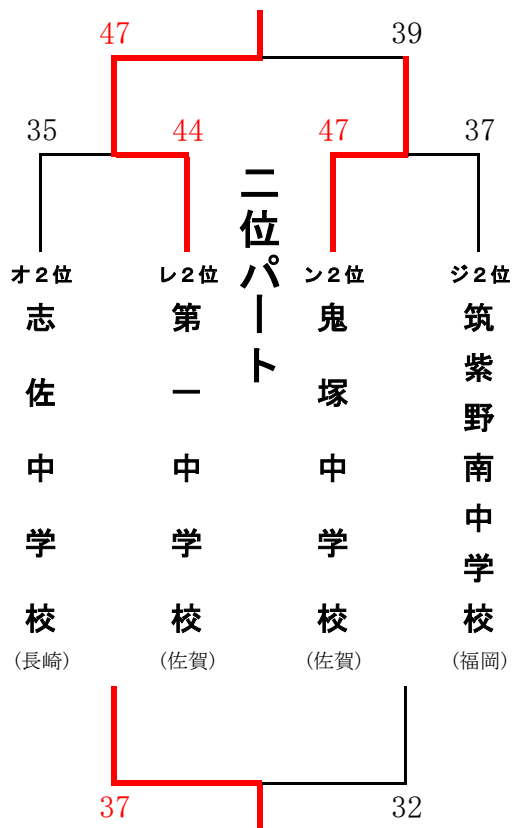 47
39
35
44
47
37
二位パート
オ2位
レ2位
ン2位
ジ2位
志佐中学校
(長崎)
第一中学校
(佐賀)
鬼塚中学校
(佐賀)
筑紫野南中学校
(福岡)
37
32